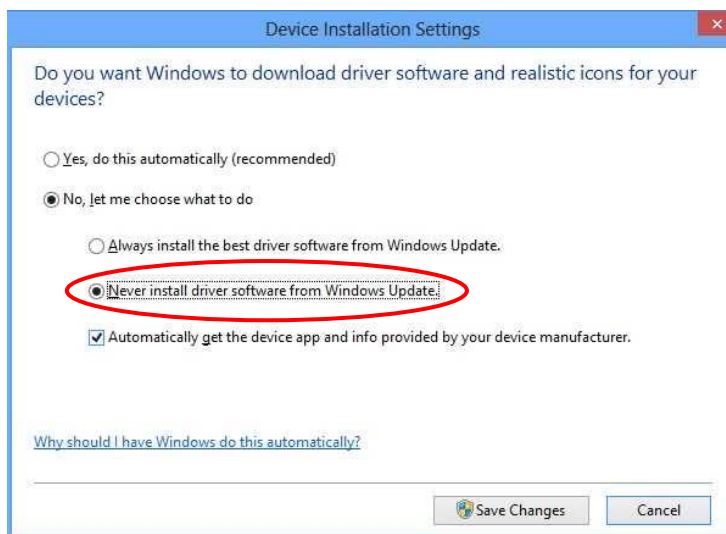 Device Installation Settings
Do you want Windows to download driver software and realistic icons for your
devices?
Yes, do this automatically (recommended)
No, let me choose what to do
Always install the best driver software from Windows Update.
Never install driver software from Windows Update.
Automatically get the device app and info provided by your device manufacturer.
Why should I have Windows do this automatically?
Save Changes
Cancel